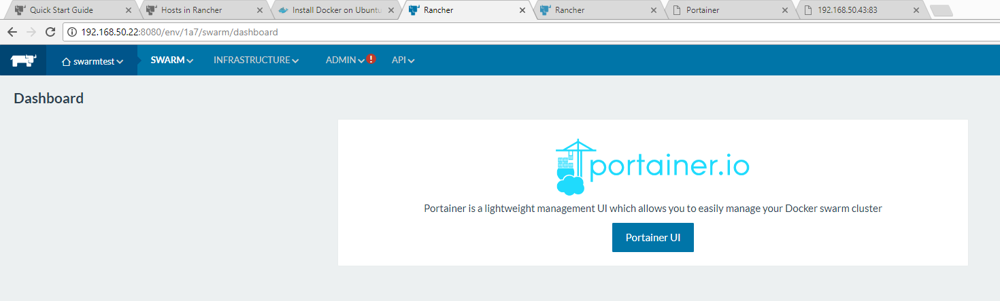 Quick Start Guide Hosts in Rancher Install Docker on Ubuntu Rancher Rancher Portainer 192.168.50.43:83
192.168.50.22:8080/env/1a7/swarm/dashboard
swarmtest SWARM INFRASTRUCTURE ADMIN ! API
Dashboard
portainer.io
Portainer is a lightweight management UI which allows you to easily manage your Docker swarm cluster
Portainer UI